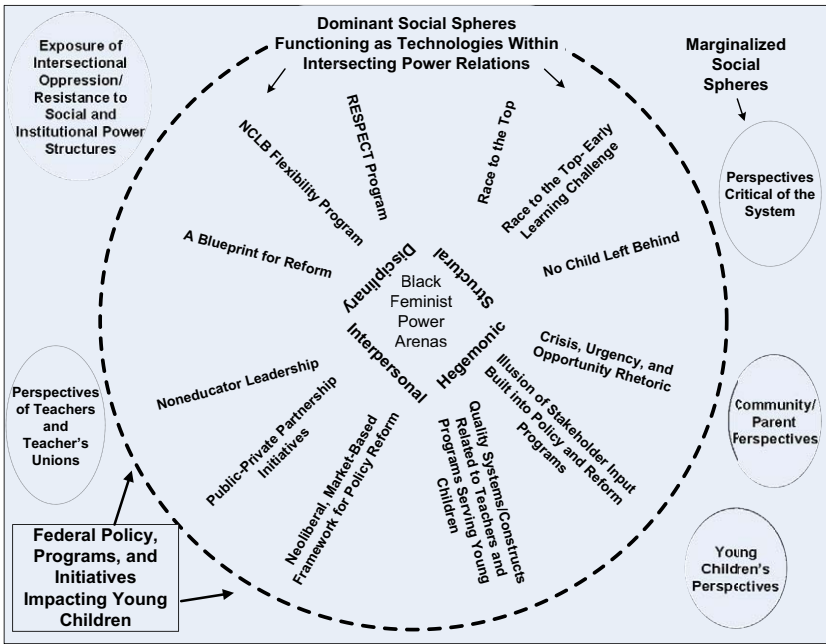 Dominant Social Spheres
Functioning as Technologies Within
Intersecting Power Relations
Exposure of
Intersectional
Oppression/
Resistance to
Social and
Institutional Power
Structures
Marginalized
Social
Spheres
Perspectives
Critical of the
System
RESPECT Program
NCLB Flexibility Program
A Blueprint for Reform
Race to the Top
Race to the Top- Early
Learning Challenge
No Child Left Behind
Disciplinary
Structural
Black
Feminist
Power
Arenas
Interpersonal
Hegemonic
Crisis, Urgency, and
Opportunity Rhetoric
Illusion of Stakeholder Input
Built into Policy and Reform
Programs
Quality Systems/Constructs
Related to Teachers and
Programs Serving Young
Children
Noneducator Leadership
Public-Private Partnership
Initiatives
Neoliberal, Market-Based
Framework for Policy Reform
Perspectives
of Teachers and
Teacher's
Unions
Community/
Parent
Perspectives
Young
Children's
Perspectives
Federal Policy,
Programs, and
Initiatives
Impacting Young
Children